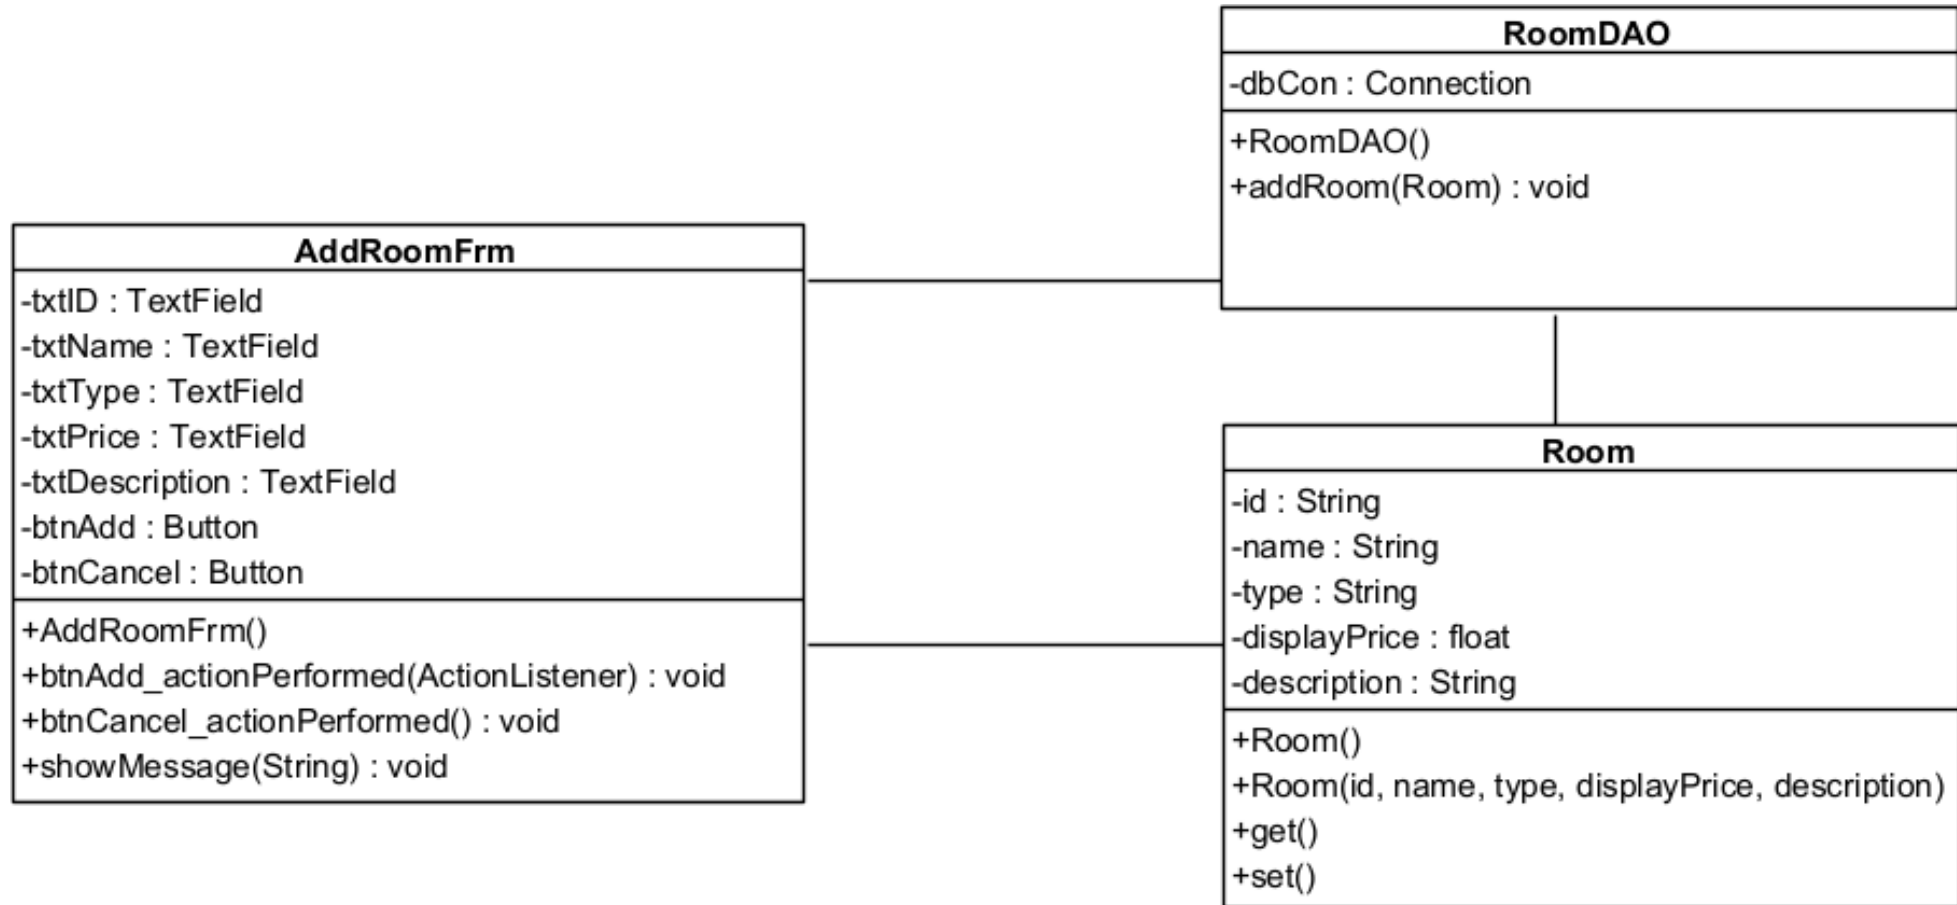 RoomDAO
-dbCon : Connection
+RoomDAO()
+addRoom(Room) : void
AddRoomFrm
-txtID : TextField
-txtName : TextField
-txtType : TextField
-txtPrice : TextField
-txtDescription : TextField
-btnAdd : Button
-btnCancel : Button
+AddRoomFrm()
+btnAdd_actionPerformed(ActionListener) : void
+btnCancel_actionPerformed() : void
+showMessage(String) : void
Room
-id : String
-name : String
-type : String
-displayPrice : float
-description : String
+Room()
+Room(id, name, type, displayPrice, description)
+get()
+set()